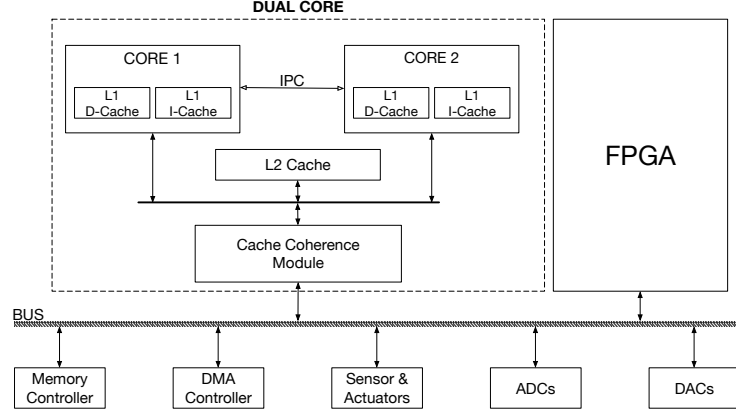 DUAL CORE
CORE 1
L1
D-Cache
L1
I-Cache
IPC
CORE 2
L1
D-Cache
L1
I-Cache
L2 Cache
Cache Coherence
Module
FPGA
BUS
Memory
Controller
DMA
Controller
Sensor &
Actuators
ADCs
DACs